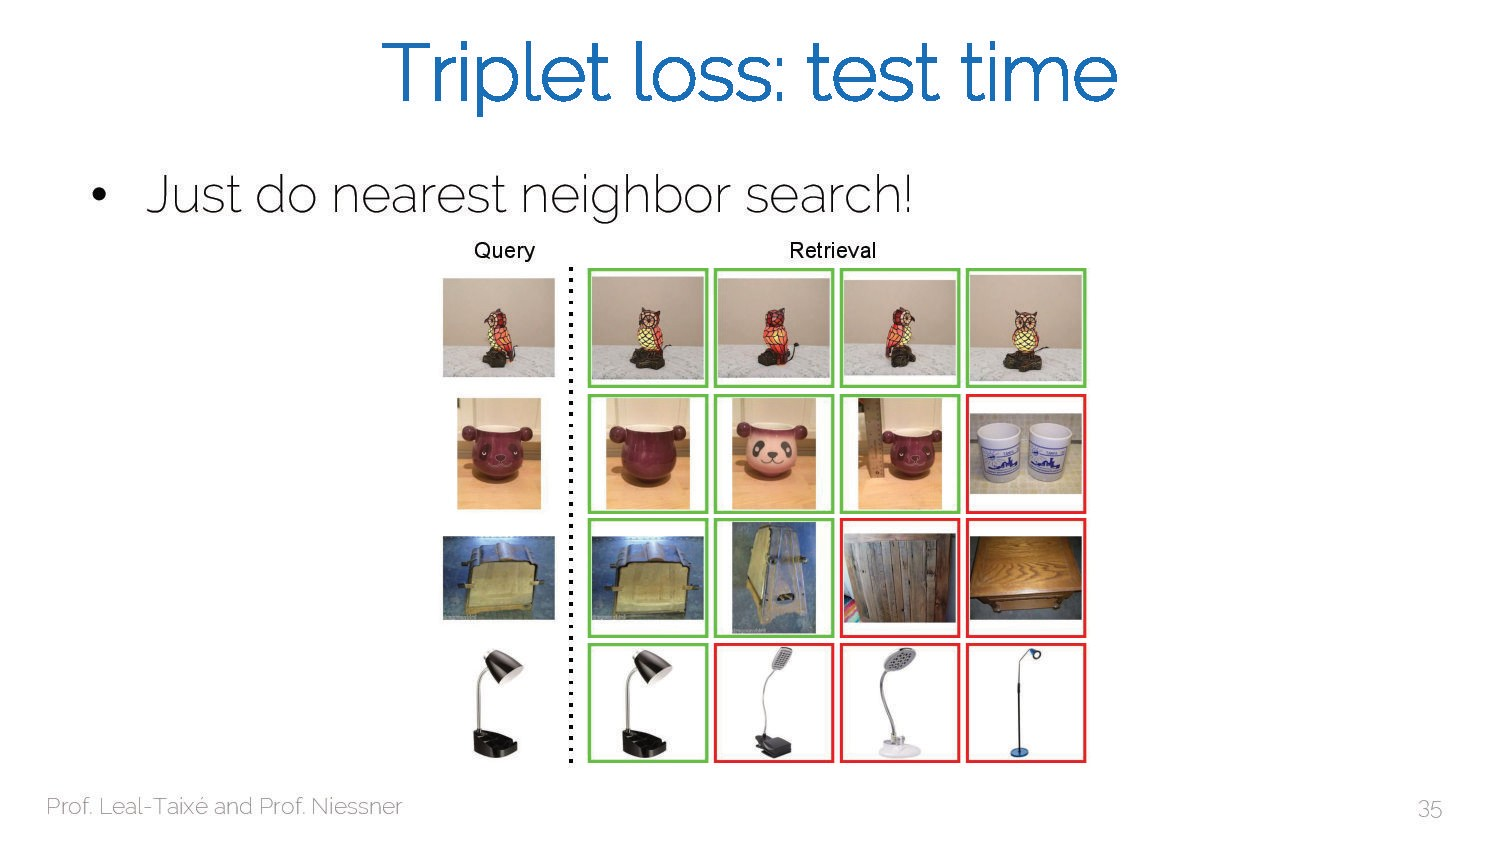 Triplet loss: test time
• Just do nearest neighbor search!
Query Retrieval
Prof. Leal-Taixé and Prof. Niessner 35